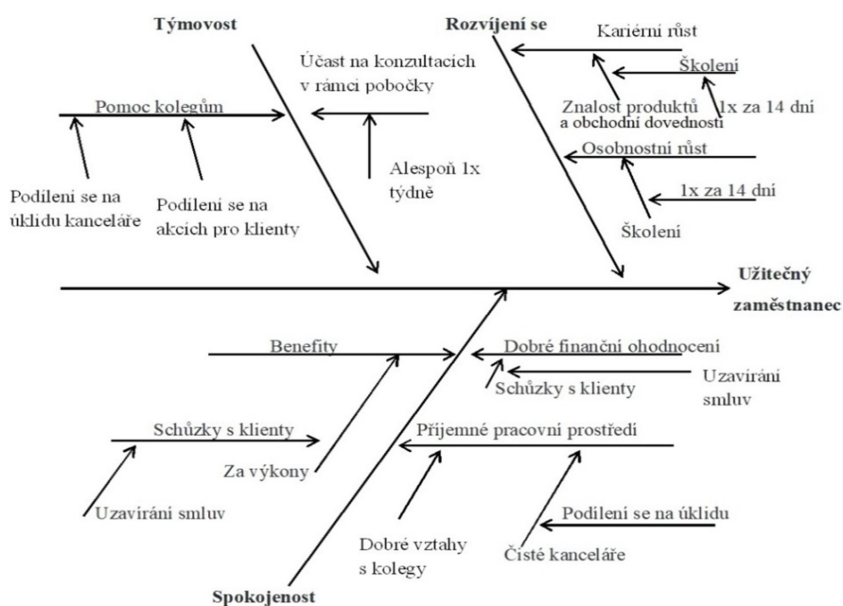 Týmovost
Rozvíjení se
Účast na konzultacích
v rámci pobočky
Pomoc kolegům
Alespoň 1x
týdně
Podílení se na
úklidu kanceláře
Podílení se na
akcích pro klienty
Kariérní růst
Školení
Znalost produktů
a obchodní dovednosti
1x za 14 dní
Osobnostní růst
1x za 14 dní
Školení
Užitečný
zaměstnanec
Benefity
Dobré finanční ohodnocení
Schůzky s klienty
Uzavírání
smluv
Schůzky s klienty
Příjemné pracovní prostředí
Za výkony
Uzavírání smluv
Podílení se na úklidu
Dobré vztahy
s kolegy
Čisté kanceláře
Spokojenost